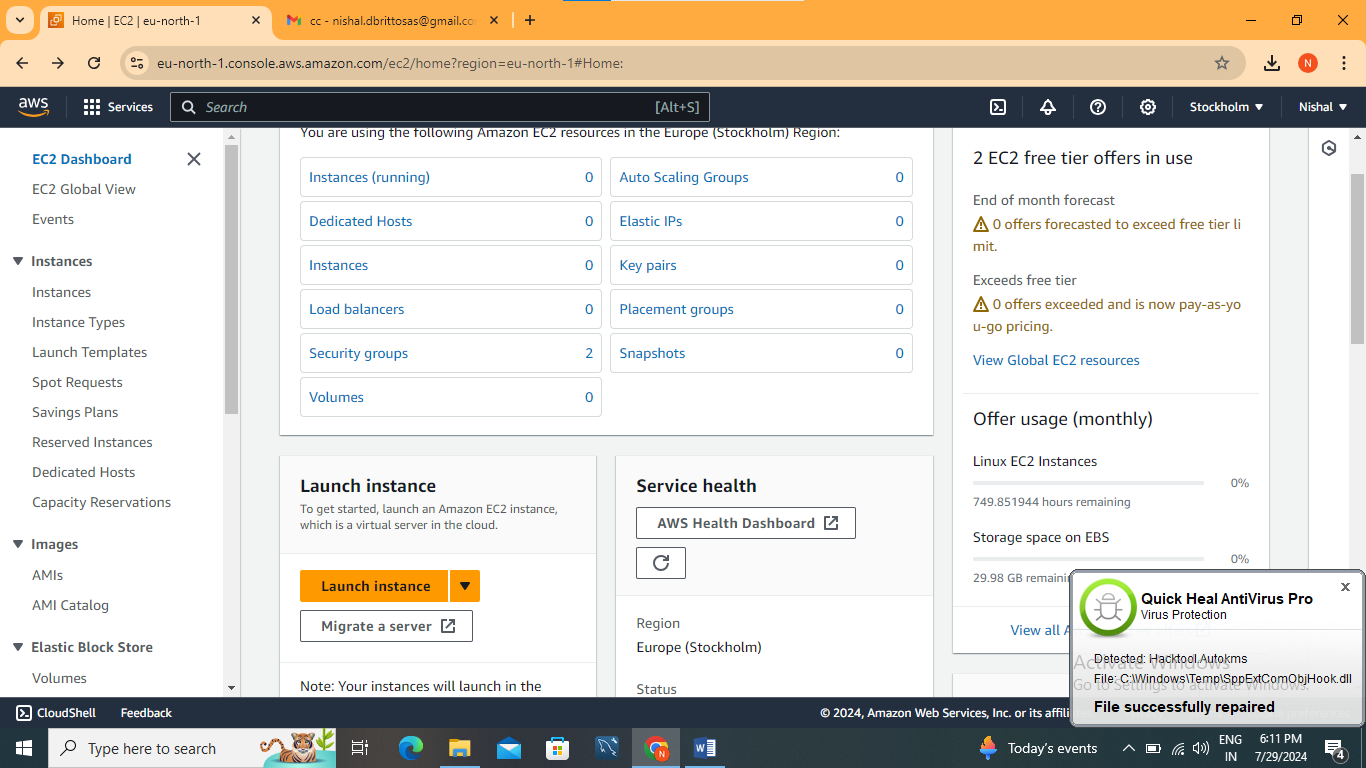 Home | EC2 | eu-north-1
cc - nishal.dbrittosas@gmail.co
eu-north-1.console.aws.amazon.com/ec2/home?region=eu-north-1#Home:
N
aws
Services
Search
[Alt+S]
Stockholm
Nishal
EC2 Dashboard
EC2 Global View
Events
Instances
Instances
Instance Types
Launch Templates
Spot Requests
Savings Plans
Reserved Instances
Dedicated Hosts
Capacity Reservations
Images
AMIs
AMI Catalog
Elastic Block Store
Volumes
You are using the following Amazon EC2 resources in the Europe (Stockholm) Region:
Instances (running) 0
Auto Scaling Groups 0
Dedicated Hosts 0
Elastic IPs 0
Instances 0
Key pairs 0
Load balancers 0
Placement groups 0
Security groups 2
Snapshots 0
Volumes 0
Launch instance
To get started, launch an Amazon EC2 instance,
which is a virtual server in the cloud.
Launch instance
Migrate a server
Note: Your instances will launch in the
Service health
AWS Health Dashboard
Region
Europe (Stockholm)
Status
2 EC2 free tier offers in use
End of month forecast
0 offers forecasted to exceed free tier li
mit.
Exceeds free tier
0 offers exceeded and is now pay-as-yo
u-go pricing.
View Global EC2 resources
Offer usage (monthly)
Linux EC2 Instances
0%
749.851944 hours remaining
Storage space on EBS
0%
29.98 GB remainin
View all
Quick Heal AntiVirus Pro
Virus Protection
Detected: Hacktool.Autokms
File: C:\Windows\Temp\SppExtComObjHook.dll
File successfully repaired
Activate Windows
Go to Settings to activate Windows.
CloudShell
Feedback
© 2024, Amazon Web Services, Inc. or its affili
Type here to search
Today's events
ENG
IN
6:11 PM
7/29/2024
4